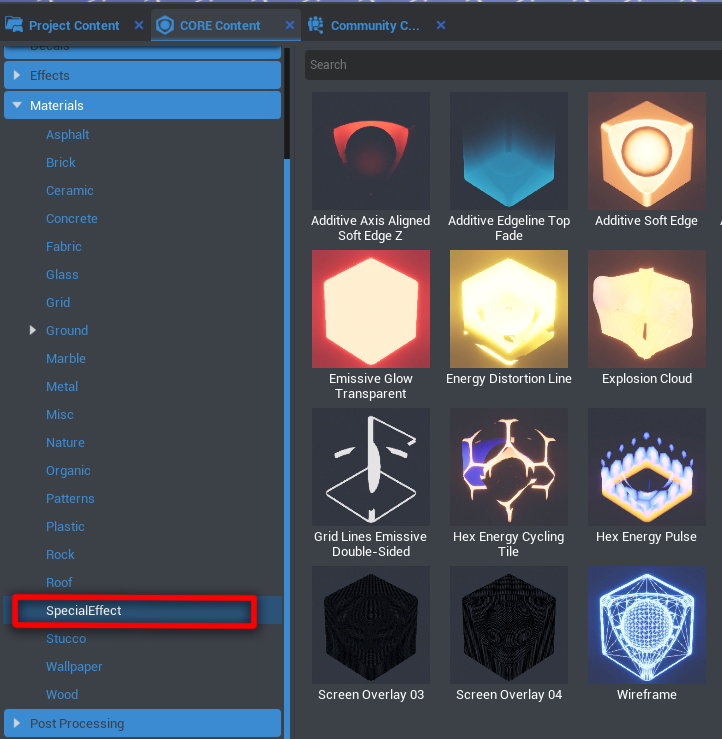 Project Content
CORE Content
Community C...
Decals
Effects
Materials
Asphalt
Brick
Ceramic
Concrete
Fabric
Glass
Grid
Ground
Marble
Metal
Misc
Nature
Organic
Patterns
Plastic
Rock
Roof
SpecialEffect
Stucco
Wallpaper
Wood
Post Processing
Search
Additive Axis Aligned
Soft Edge Z
Additive Edgeline Top
Fade
Additive Soft Edge
Emissive Glow
Transparent
Energy Distortion Line
Explosion Cloud
Grid Lines Emissive
Double-Sided
Hex Energy Cycling
Tile
Hex Energy Pulse
Screen Overlay 03
Screen Overlay 04
Wireframe